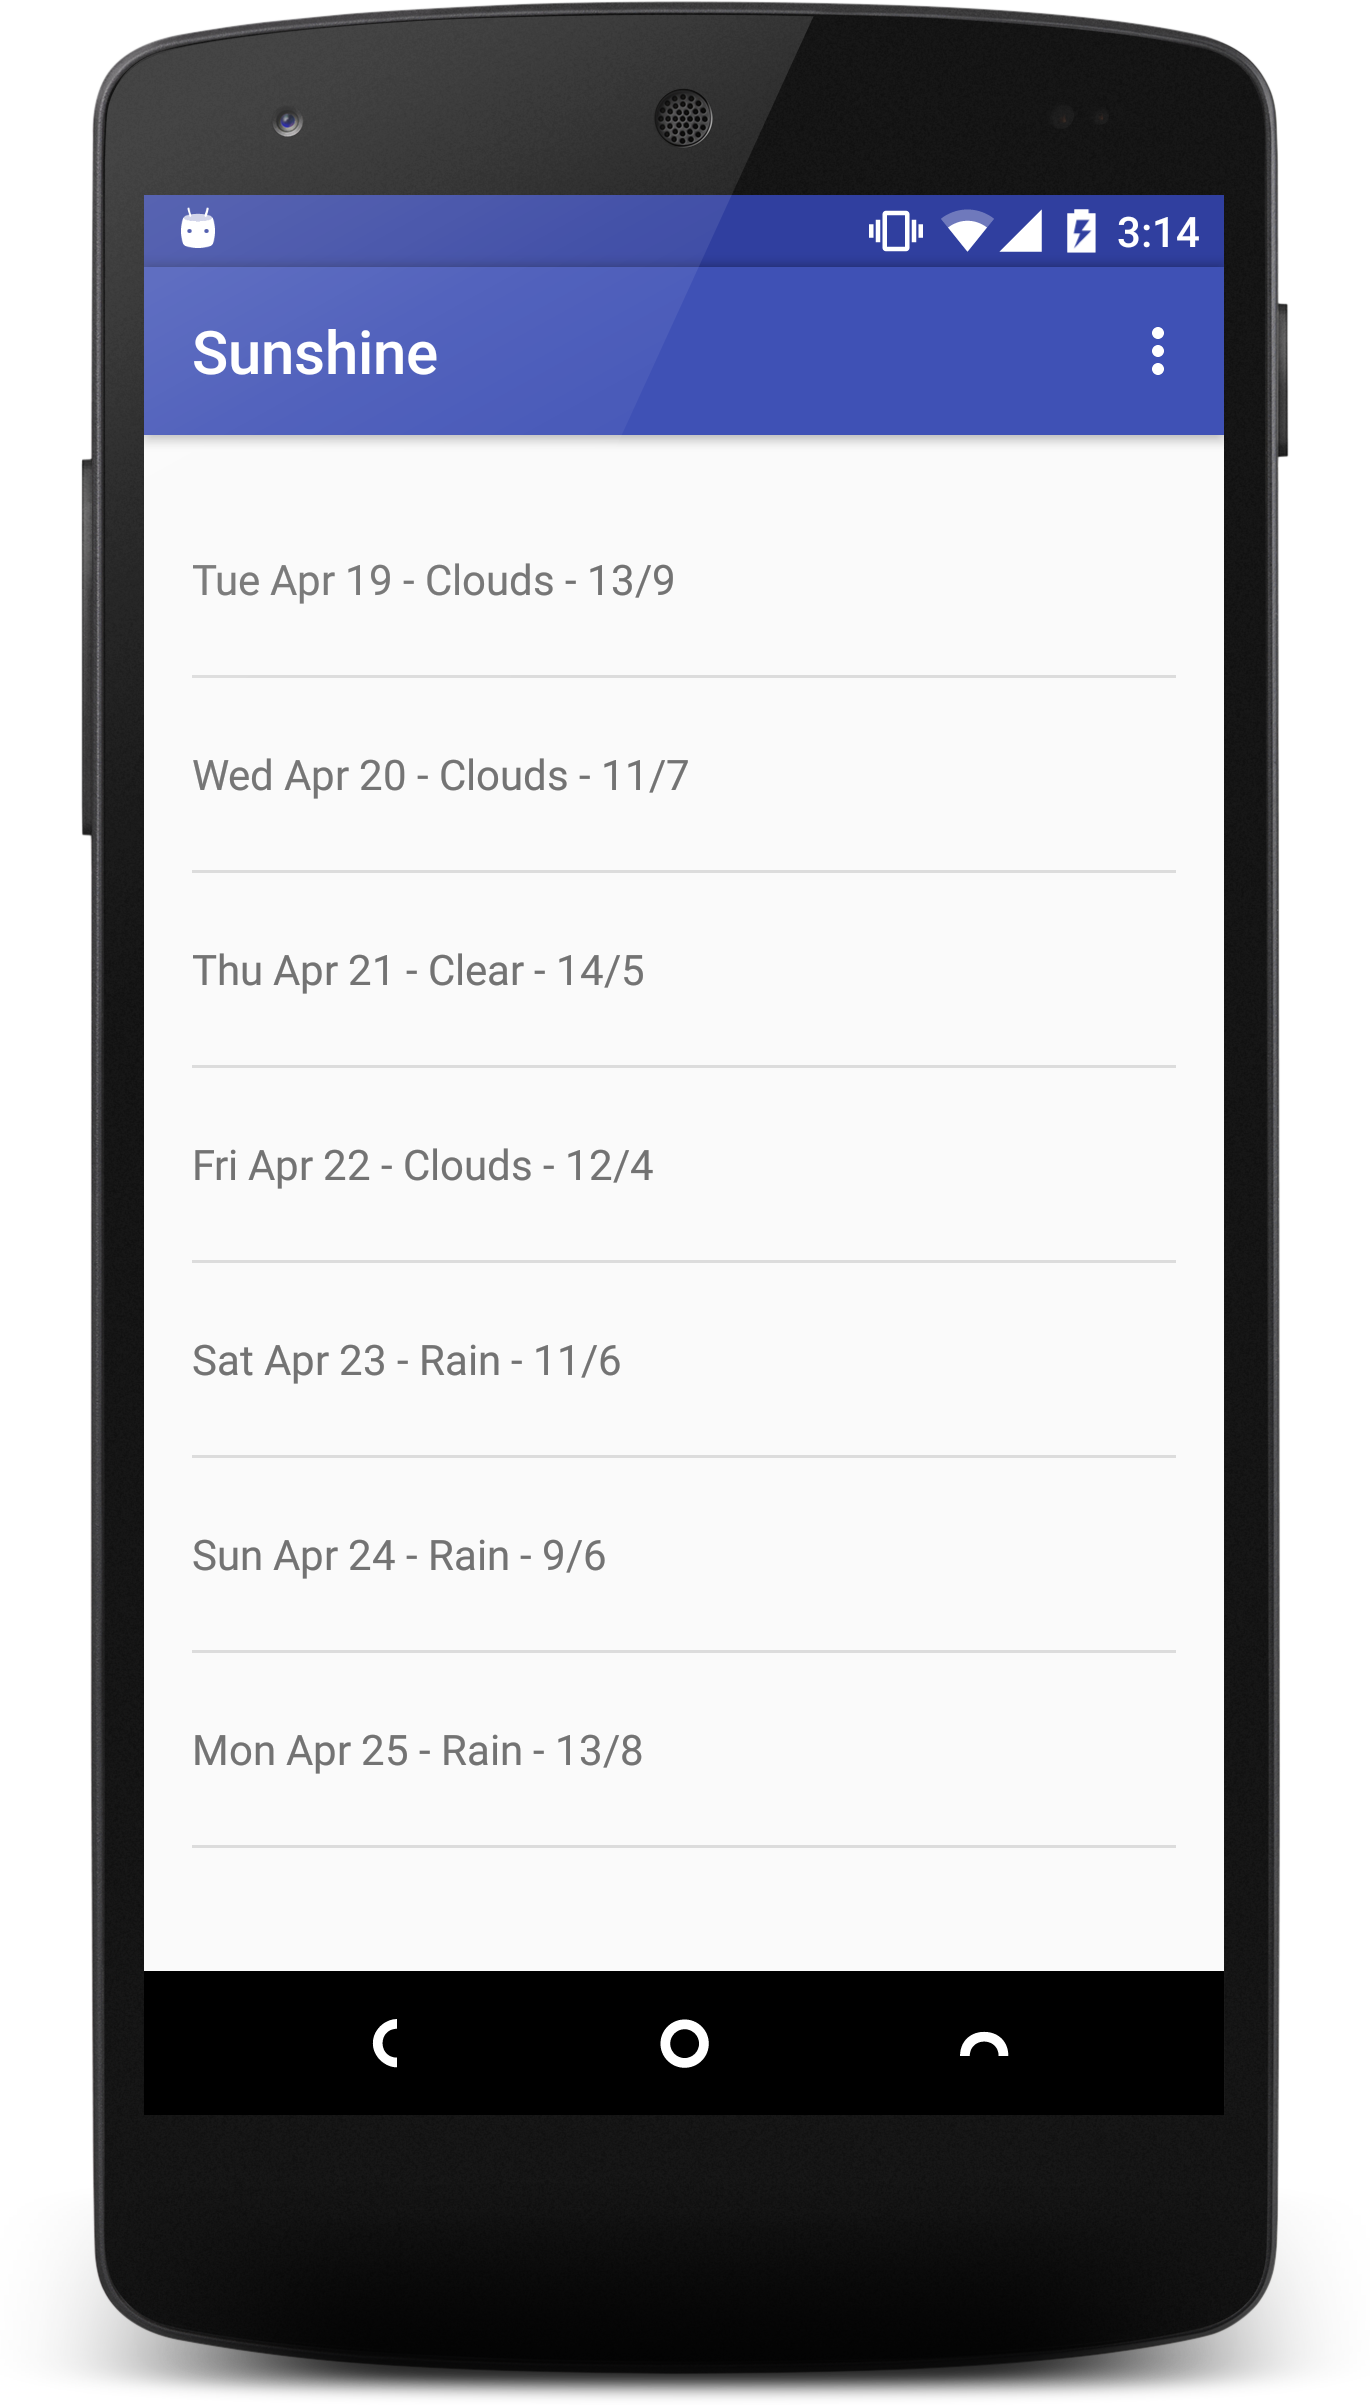 3:14
Sunshine
Tue Apr 19 - Clouds - 13/9
Wed Apr 20 - Clouds - 11/7
Thu Apr 21 - Clear - 14/5
Fri Apr 22 - Clouds - 12/4
Sat Apr 23 - Rain - 11/6
Sun Apr 24 - Rain - 9/6
Mon Apr 25 - Rain - 13/8